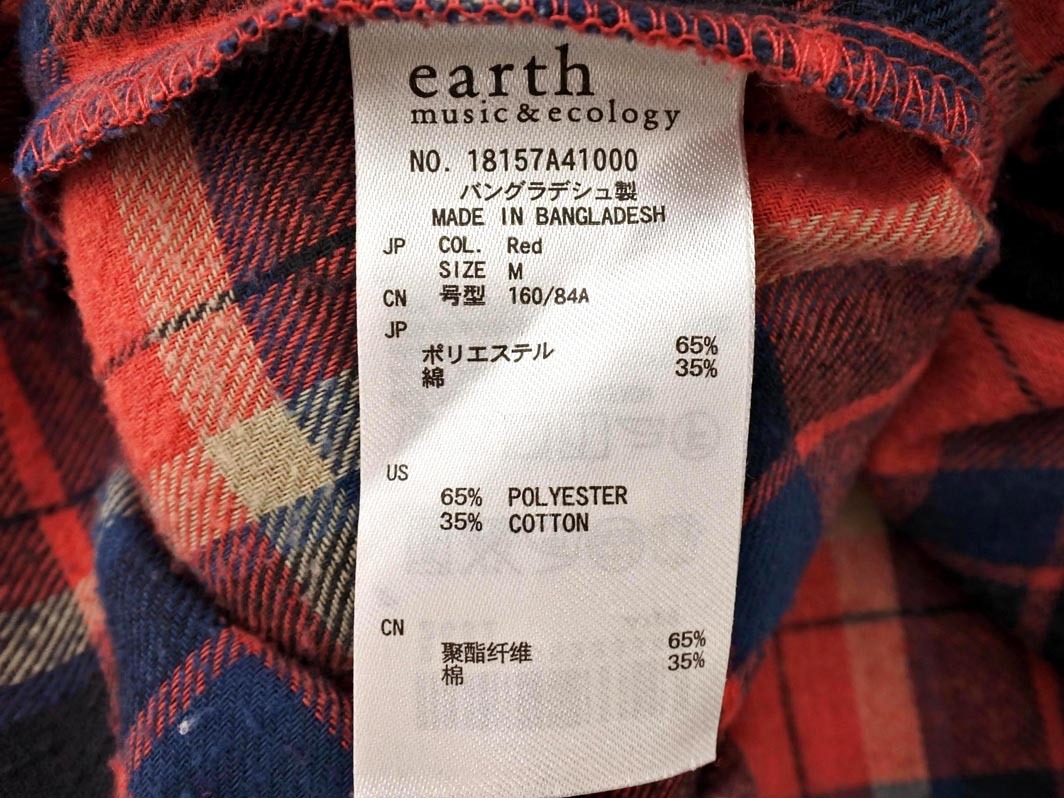 earth
music & ecology
NO. 18157A41000
バングラデシュ製
MADE IN BANGLADESH
JP COL. Red
SIZE M
CN 号型 160/84A
JP
ポリエステル 65%
綿 35%
US
65% POLYESTER
35% COTTON
CN
聚酯纤维 65%
棉 35%